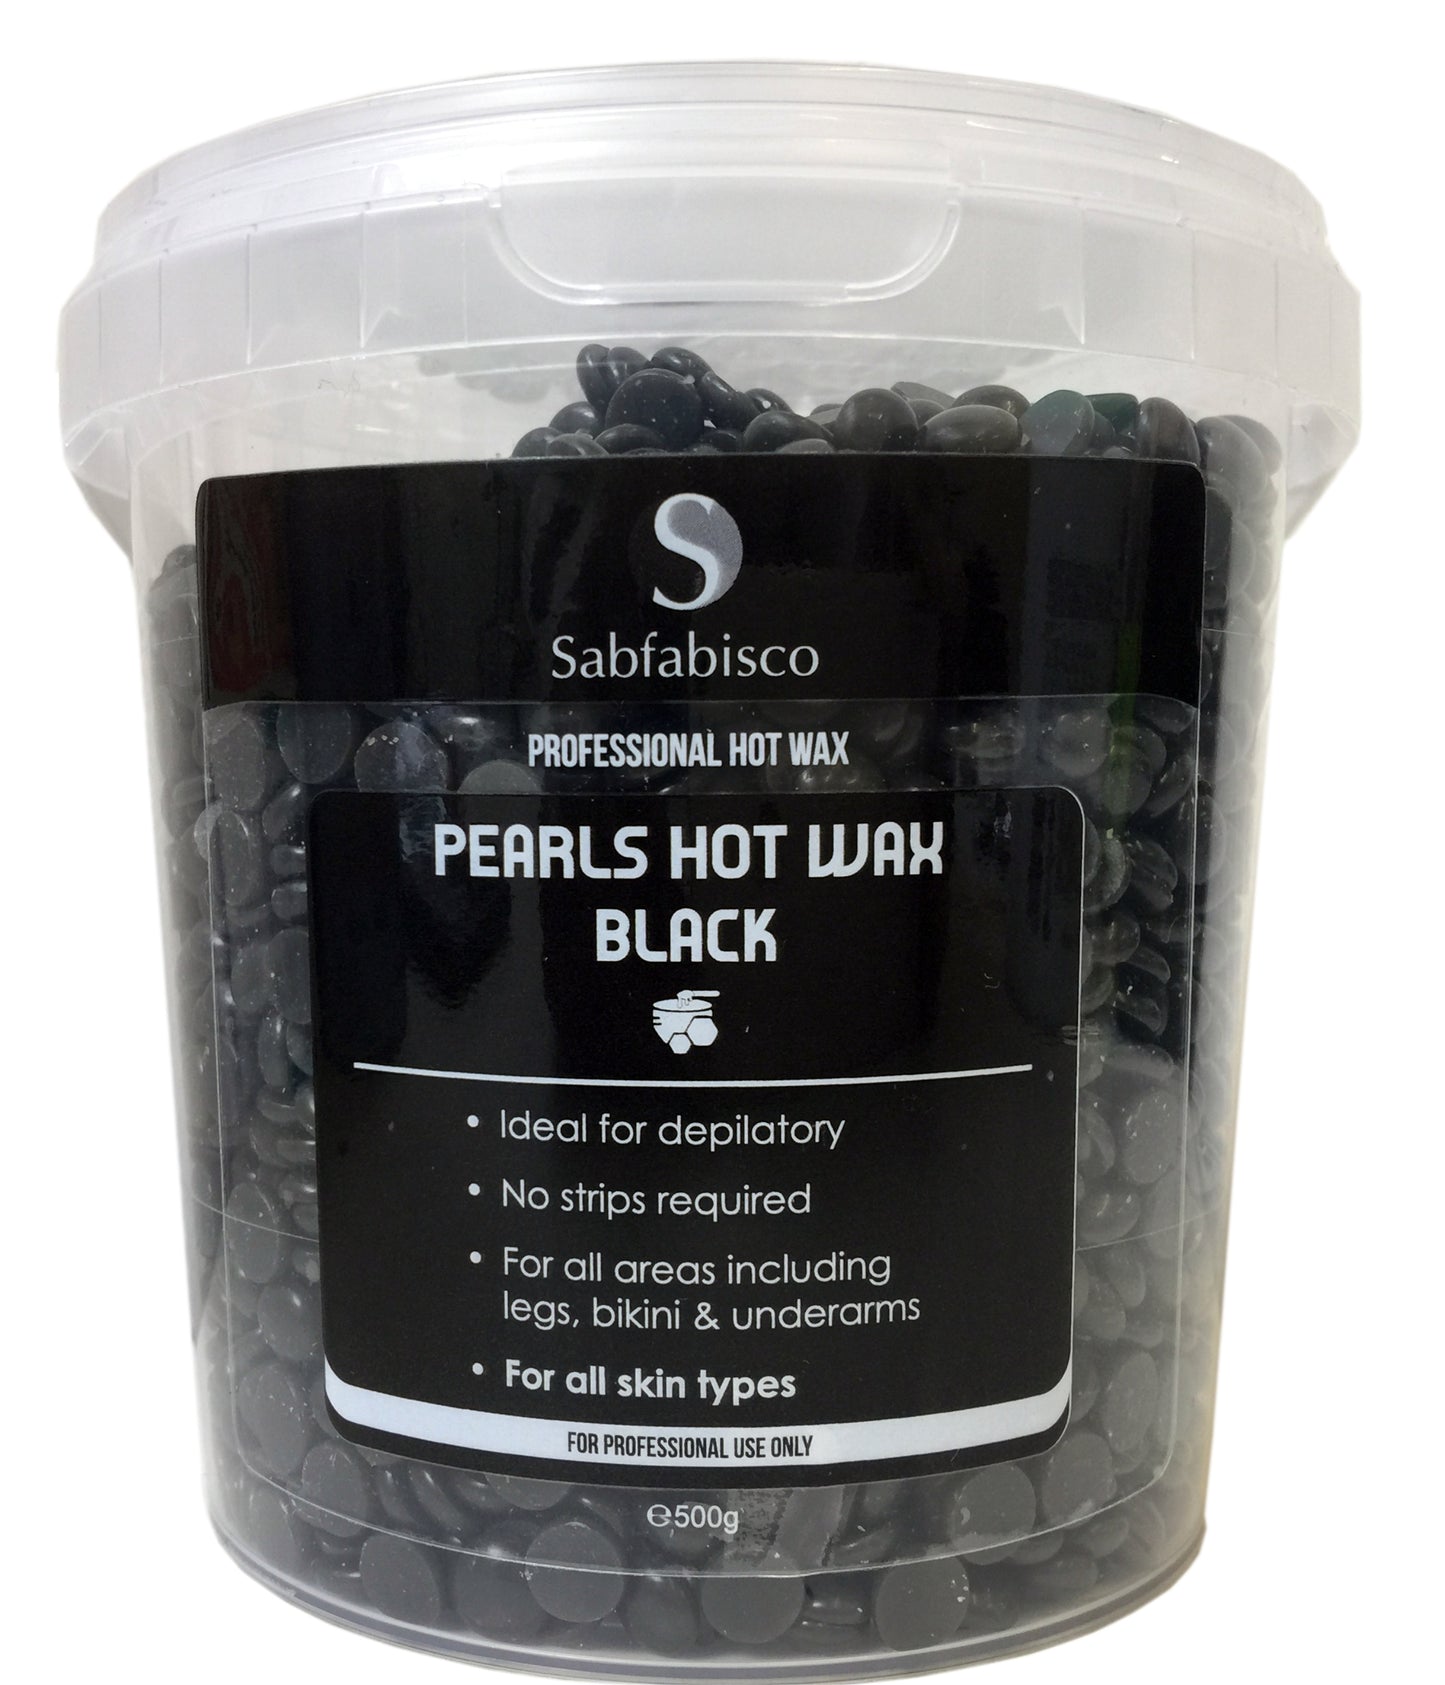 S
Sabfabisco
PROFESSIONAL HOT WAX
PEARLS HOT WAX
BLACK
• Ideal for depilatory
• No strips required
• For all areas including
legs, bikini & underarms
• For all skin types
FOR PROFESSIONAL USE ONLY
℮500g